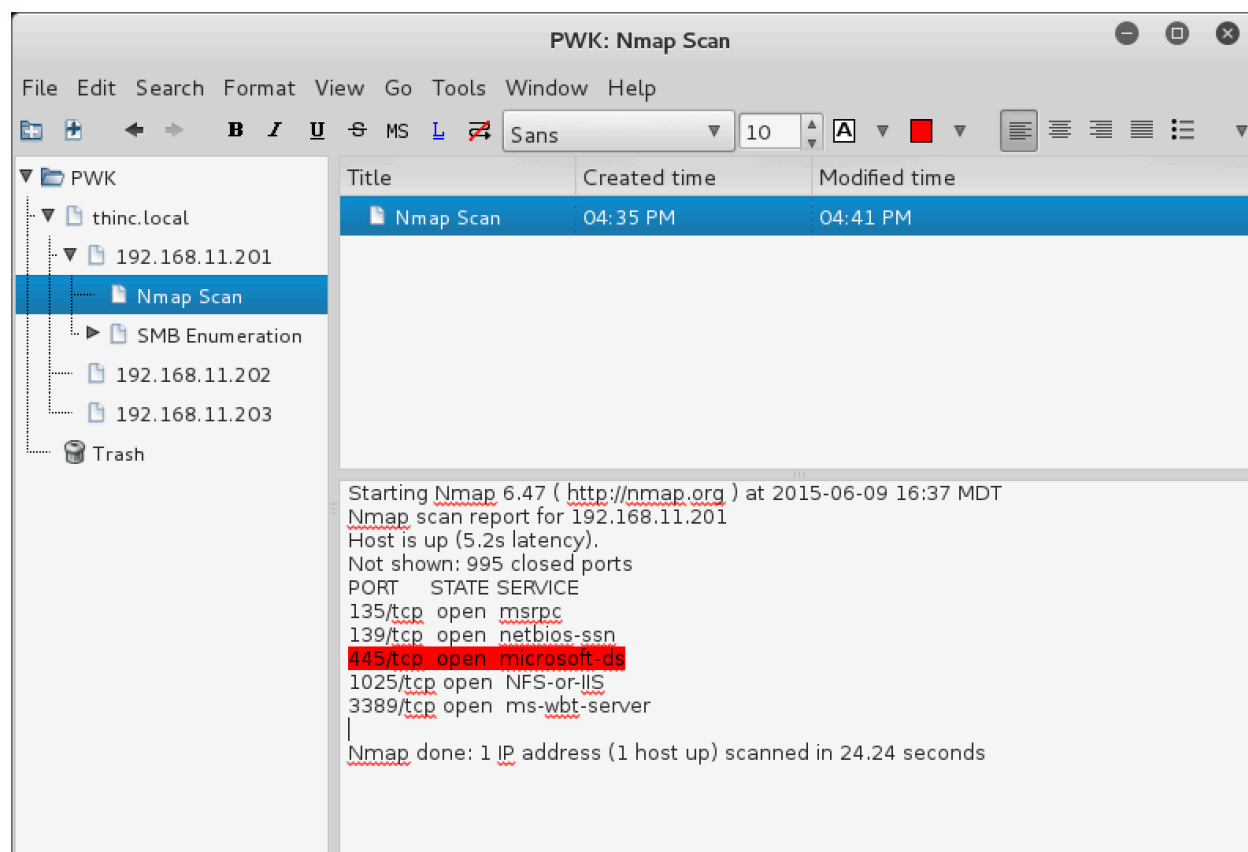 PWK: Nmap Scan
File Edit Search Format View Go Tools Window Help
B I U S MS L Sans 10 A
PWK
thinc.local
192.168.11.201
Nmap Scan
SMB Enumeration
192.168.11.202
192.168.11.203
Trash
Title Created time Modified time
Nmap Scan 04:35 PM 04:41 PM
Starting Nmap 6.47 ( http://nmap.org ) at 2015-06-09 16:37 MDT
Nmap scan report for 192.168.11.201
Host is up (5.2s latency).
Not shown: 995 closed ports
PORT STATE SERVICE
135/tcp open msrpc
139/tcp open netbios-ssn
445/tcp open microsoft-ds
1025/tcp open NFS-or-IIS
3389/tcp open ms-wbt-server
Nmap done: 1 IP address (1 host up) scanned in 24.24 seconds